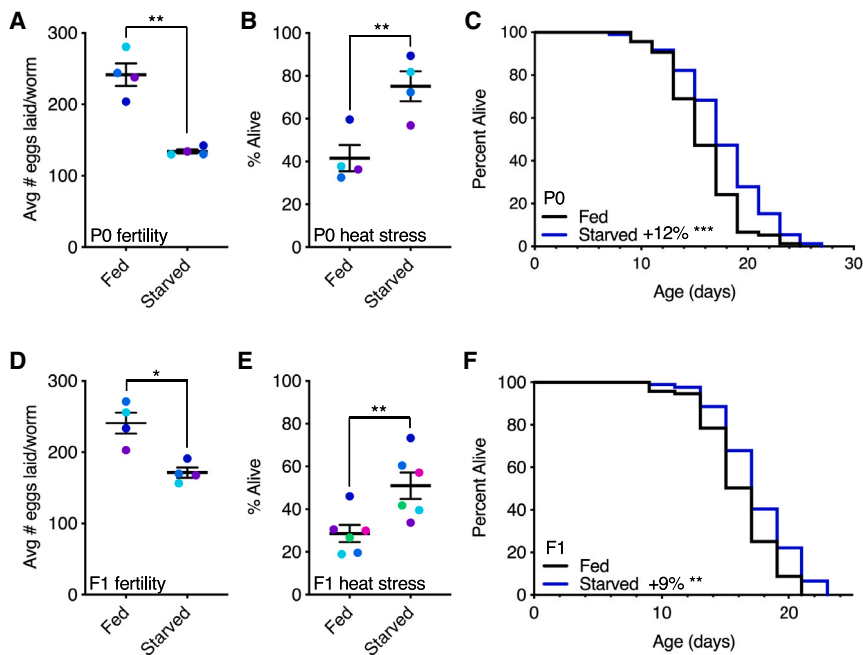 A
Avg # eggs laid/worm
300
200
100
0
**
P0 fertility
Fed
Starved
B
% Alive
100
80
60
40
20
0
**
P0 heat stress
Fed
Starved
C
Percent Alive
100
80
60
40
20
0
P0
Fed
Starved +12% ***
0
10
20
30
Age (days)
D
Avg # eggs laid/worm
300
200
100
0
*
F1 fertility
Fed
Starved
E
% Alive
100
80
60
40
20
0
**
F1 heat stress
Fed
Starved
F
Percent Alive
100
80
60
40
20
0
F1
Fed
Starved +9% **
0
10
20
Age (days)